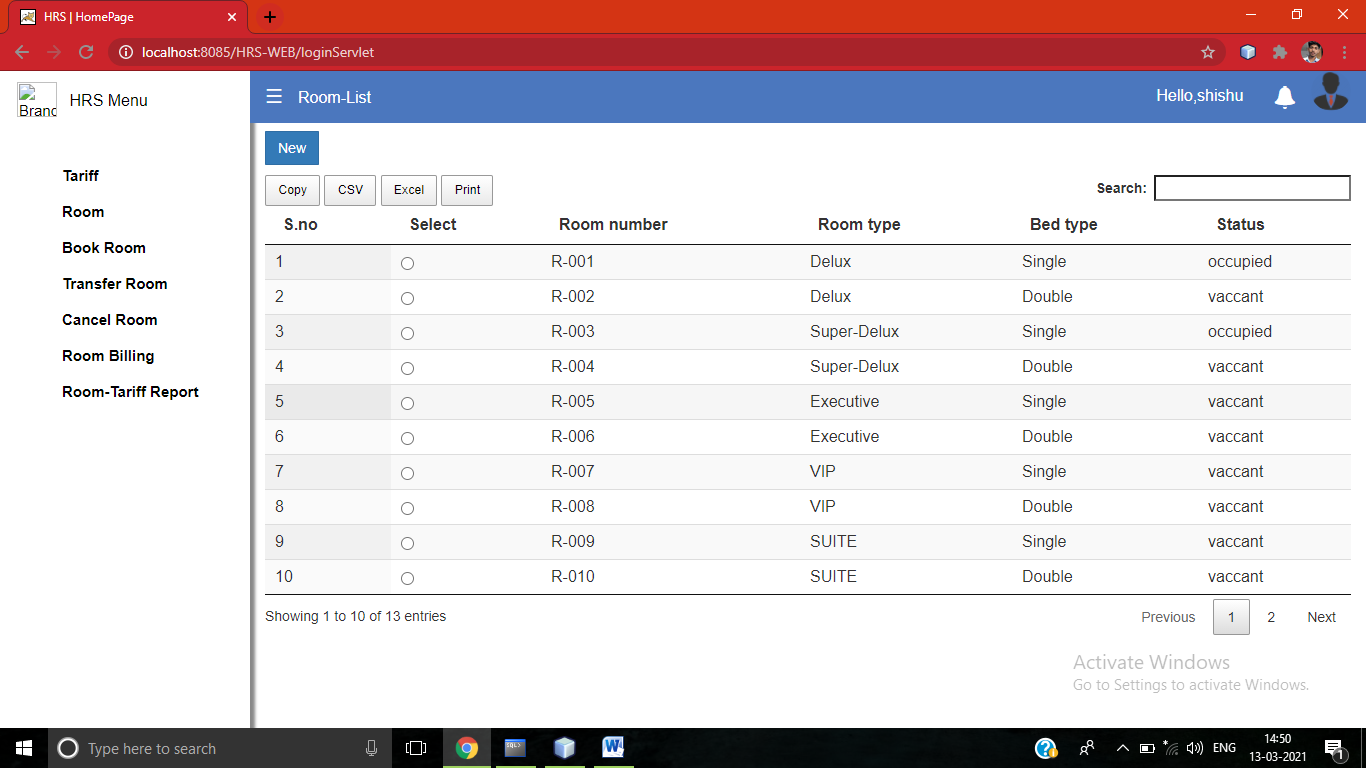 HRS | HomePage
localhost:8085/HRS-WEB/loginServlet
Branc
HRS Menu
Room-List
Hello,shishu
Tariff
Room
Book Room
Transfer Room
Cancel Room
Room Billing
Room-Tariff Report
New
Copy CSV Excel Print
Search:
S.no Select Room number Room type Bed type Status
1 R-001 Delux Single occupied
2 R-002 Delux Double vaccant
3 R-003 Super-Delux Single occupied
4 R-004 Super-Delux Double vaccant
5 R-005 Executive Single vaccant
6 R-006 Executive Double vaccant
7 R-007 VIP Single vaccant
8 R-008 VIP Double vaccant
9 R-009 SUITE Single vaccant
10 R-010 SUITE Double vaccant
Showing 1 to 10 of 13 entries
Previous 1 2 Next
Activate Windows
Go to Settings to activate Windows.
Type here to search
SQL>
W
ENG
14:50
13-03-2021
1